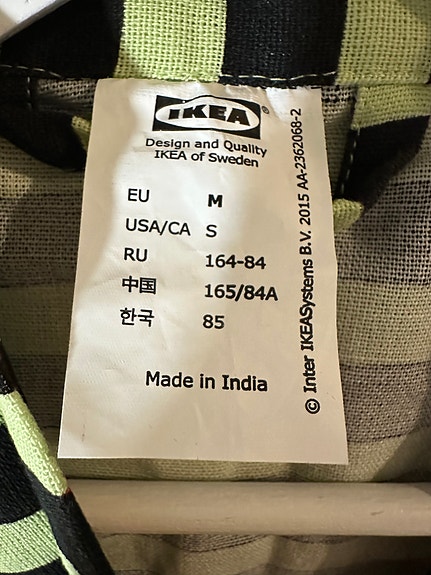 IKEA®
Design and Quality
IKEA of Sweden
EU M
USA/CA S
RU 164-84
中国 165/84A
한국 85
Made in India
© Inter IKEASystems B.V. 2015 AA-2362068-2